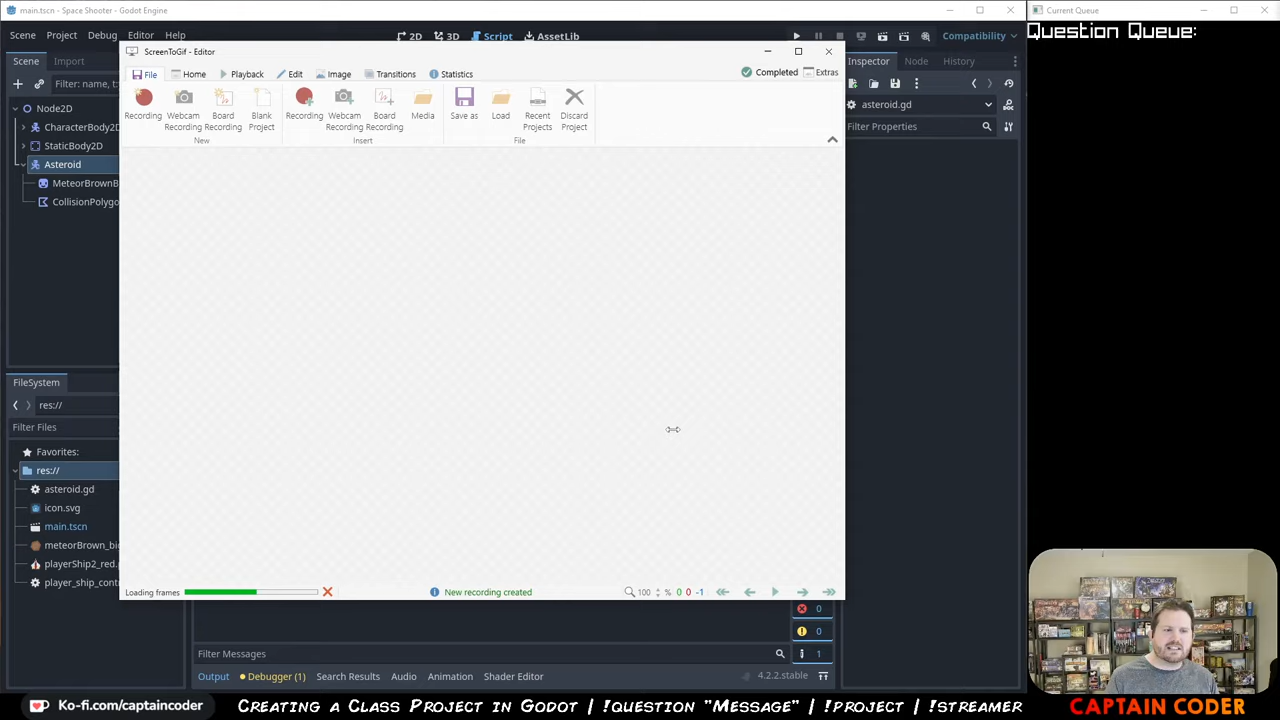 main.tscn - Space Shooter - Godot Engine
Current Queue
Scene Project Debug Editor Help
2D 3D Script AssetLib
Compatibility
Question Queue:
Scene Import
Filter: name, t:
Node2D
CharacterBody2D
StaticBody2D
Asteroid
MeteorBrownB
CollisionPolygo
ScreenToGif - Editor
File Home Playback Edit Image Transitions Statistics
Completed Extras
Recording Webcam Recording Board Recording Blank Project Recording Webcam Recording Board Recording Media Save as Load Recent Projects Discard Project
New Insert File
Inspector Node History
asteroid.gd
Filter Properties
FileSystem
res://
Filter Files
Favorites:
res://
asteroid.gd
icon.svg
main.tscn
meteorBrown_bi
playerShip2_red.p
player_ship_cont
Loading frames
New recording created
100 % 0 0 -1
0
0
Filter Messages
1
Output Debugger (1) Search Results Audio Animation Shader Editor
4.2.2.stable
Ko-fi.com/captaincoder
Creating a Class Project in Godot | !question "Message" | !project | !streamer
CAPTAIN CODER